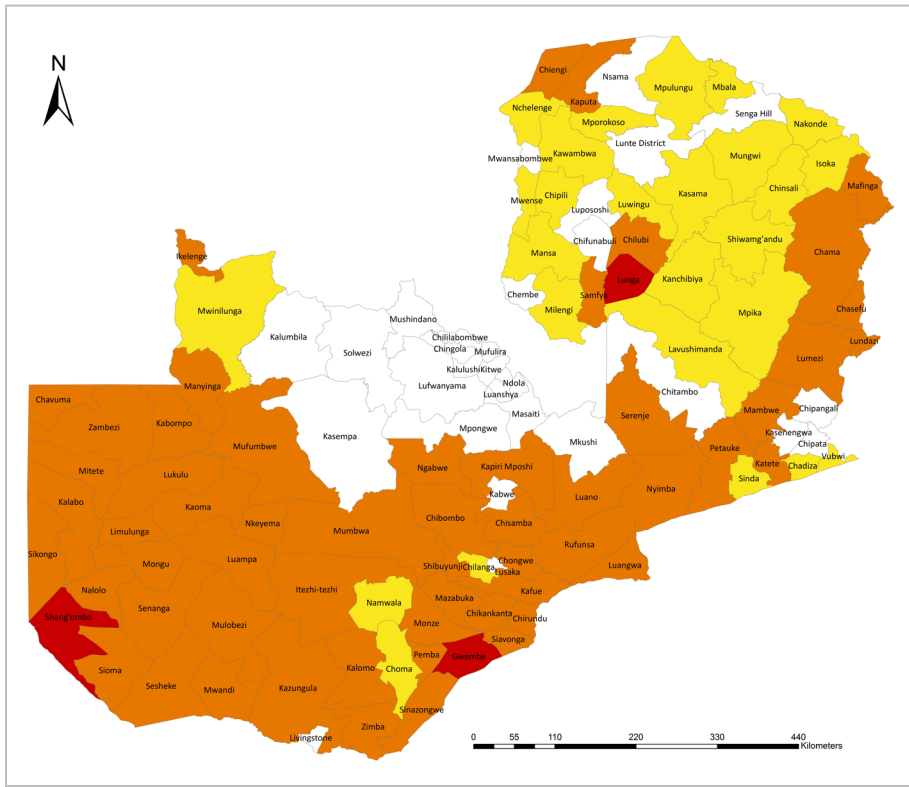 N
Chiengi
Nsama
Kaputa
Mpulungu
Mbala
Nchelenge
Mporokoso
Senga Hill
Nakonde
Lunte District
Mwansabombwe
Kawambwa
Mungwi
Isoka
Mafinga
Kasama
Chinsali
Mwense
Chipili
Luwingu
Lupososhi
Chifunabuli
Chilubi
Shiwamg'andu
Mansa
Chama
Ikelenge
Lunga
Kanchibiya
Chembe
Samfya
Milengi
Mpika
Chasefu
Mwinilunga
Kalumbila
Mushindano
Chililabombwe
Chingola
Mufulira
Solwezi
Lavushimanda
Lundazi
Lumezi
Kalulushi
Kitwe
Manyinga
Lufwanyama
Ndola
Luanshya
Chitambo
Chavuma
Zambezi
Kabompo
Masaiti
Serenje
Mambwe
Chipangali
Mpongwe
Kasenengwa
Mufumbwe
Kasempa
Mkushi
Petauke
Chipata
Vubwi
Mitete
Lukulu
Ngabwe
Kapiri Mposhi
Katete
Chadiza
Sinda
Kalabo
Kaoma
Kabwe
Luano
Nyimba
Limulunga
Nkeyema
Mumbwa
Chibombo
Chisamba
Sikongo
Mongu
Luampa
Rufunsa
Shibuyunji
Chilanga
Chongwe
Lusaka
Luangwa
Nalolo
Itezhi-tezhi
Kafue
Senanga
Namwala
Mazabuka
Shang'ombo
Mulobezi
Monze
Chikankanta
Chirundu
Siavonga
Sioma
Pemba
Gwembe
Kalomo
Choma
Sesheke
Mwandi
Kazungula
Sinazongwe
Zimba
Livingstone
0 55 110 220 330 440
Kilometers